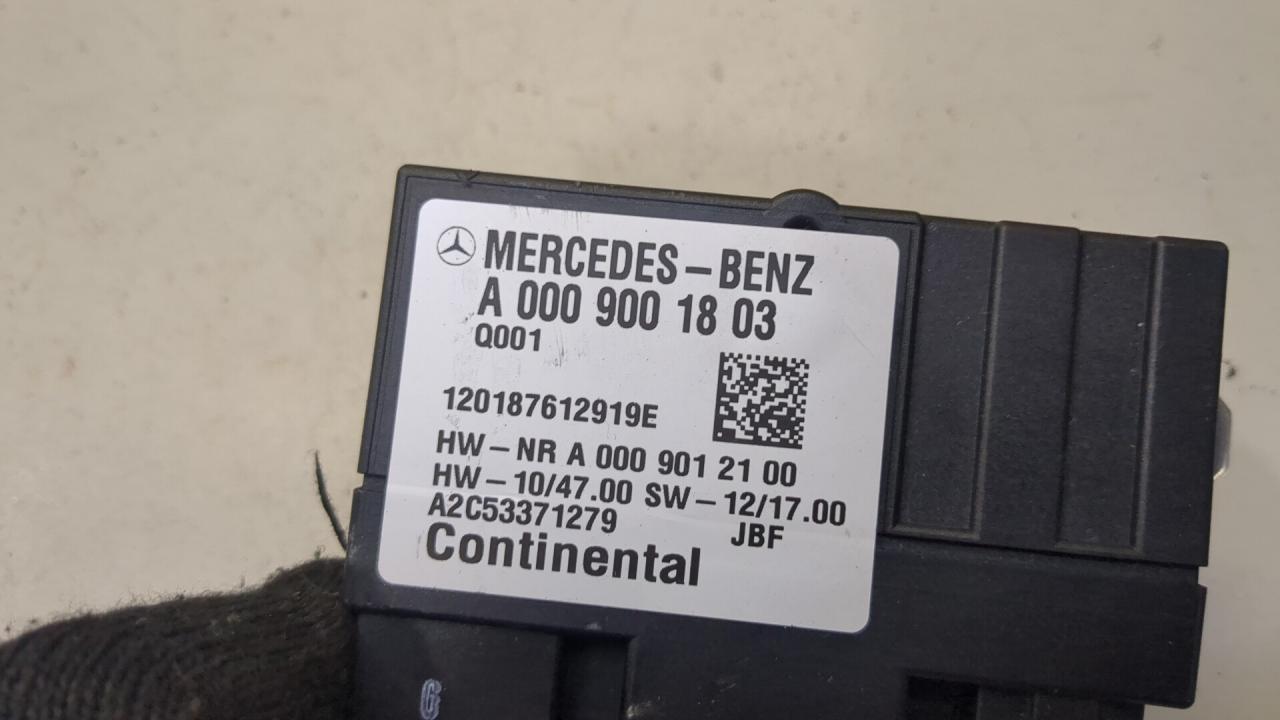 MERCEDES-BENZ
A 000 900 18 03
Q001
120187612919E
HW-NR A 000 901 21 00
HW-10/47.00 SW-12/17.00
A2C53371279 JBF
Continental
G